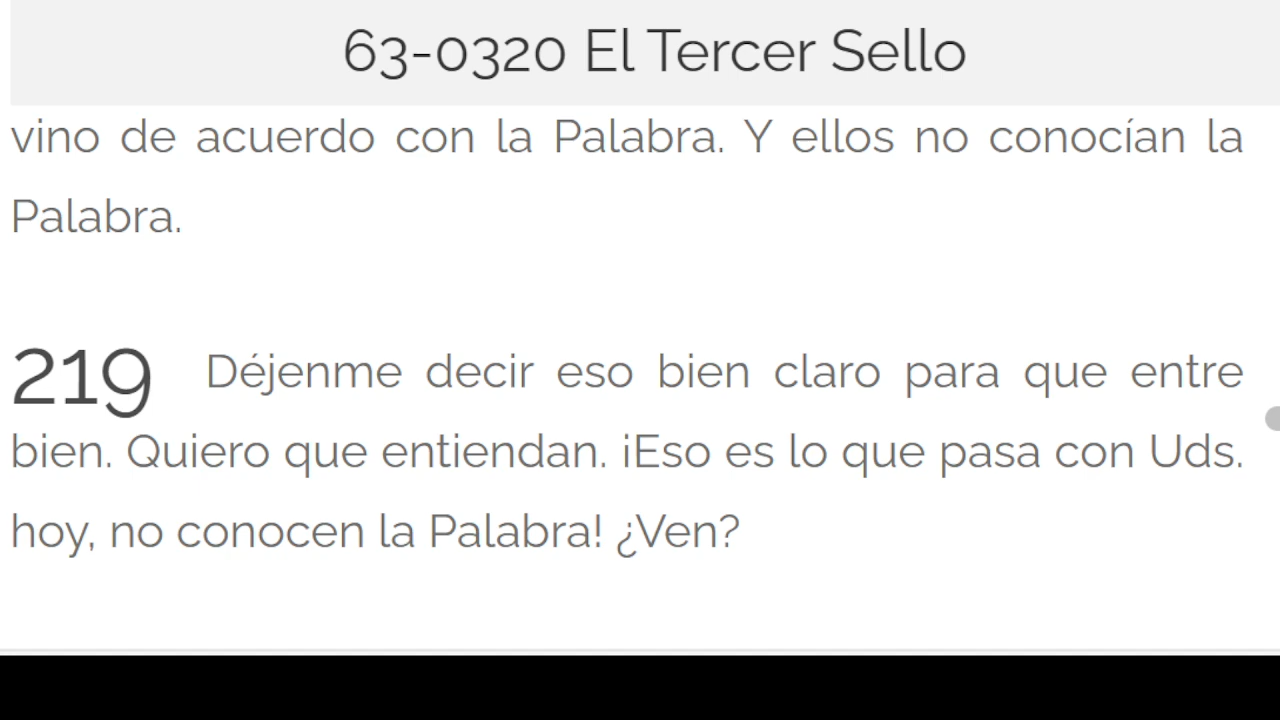 63-0320 El Tercer Sello
vino de acuerdo con la Palabra. Y ellos no conocían la
Palabra.
219 Déjenme decir eso bien claro para que entre
bien. Quiero que entiendan. ¡Eso es lo que pasa con Uds.
hoy, no conocen la Palabra! ¿Ven?